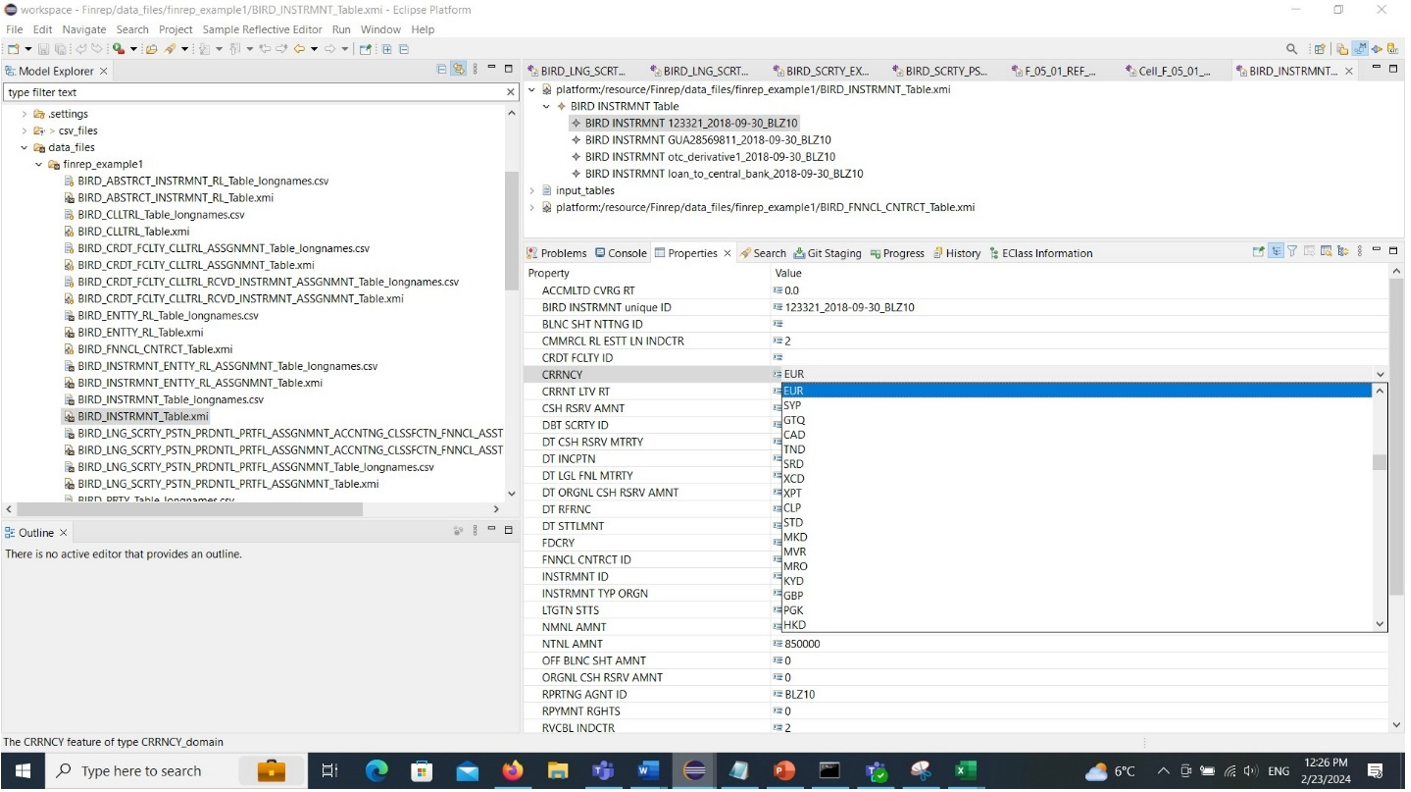 workspace - Finrep/data_files/finrep_example1/BIRD_INSTRMNT_Table.xmi - Eclipse Platform
File Edit Navigate Search Project Sample Reflective Editor Run Window Help
Model Explorer
type filter text
.settings
> csv_files
data_files
finrep_example1
BIRD_ABSTRCT_INSTRMNT_RL_Table_longnames.csv
BIRD_ABSTRCT_INSTRMNT_RL_Table.xmi
BIRD_CLLTRL_Table_longnames.csv
BIRD_CLLTRL_Table.xmi
BIRD_CRDT_FCLTY_CLLTRL_ASSGNMNT_Table_longnames.csv
BIRD_CRDT_FCLTY_CLLTRL_ASSGNMNT_Table.xmi
BIRD_CRDT_FCLTY_CLLTRL_RCVD_INSTRMNT_ASSGNMNT_Table_longnames.csv
BIRD_CRDT_FCLTY_CLLTRL_RCVD_INSTRMNT_ASSGNMNT_Table.xmi
BIRD_ENTTY_RL_Table_longnames.csv
BIRD_ENTTY_RL_Table.xmi
BIRD_FNNCL_CNTRCT_Table.xmi
BIRD_INSTRMNT_ENTTY_RL_ASSGNMNT_Table_longnames.csv
BIRD_INSTRMNT_ENTTY_RL_ASSGNMNT_Table.xmi
BIRD_INSTRMNT_Table_longnames.csv
BIRD_INSTRMNT_Table.xmi
BIRD_LNG_SCRTY_PSTN_PRDNTL_PRTFL_ASSGNMNT_ACCNTNG_CLSSFCTN_FNNCL_ASST
BIRD_LNG_SCRTY_PSTN_PRDNTL_PRTFL_ASSGNMNT_ACCNTNG_CLSSFCTN_FNNCL_ASST
BIRD_LNG_SCRTY_PSTN_PRDNTL_PRTFL_ASSGNMNT_Table_longnames.csv
BIRD_LNG_SCRTY_PSTN_PRDNTL_PRTFL_ASSGNMNT_Table.xmi
BIRD_PRTY_Table_longnames.csv
Outline
There is no active editor that provides an outline.
BIRD_LNG_SCRT... BIRD_LNG_SCRT... BIRD_SCRTY_EX... BIRD_SCRTY_PS... F_05_01_REF_... Cell_F_05_01_... BIRD_INSTRMNT...
platform:/resource/Finrep/data_files/finrep_example1/BIRD_INSTRMNT_Table.xmi
BIRD INSTRMNT Table
BIRD INSTRMNT 123321_2018-09-30_BLZ10
BIRD INSTRMNT GUA28569811_2018-09-30_BLZ10
BIRD INSTRMNT otc_derivative1_2018-09-30_BLZ10
BIRD INSTRMNT loan_to_central_bank_2018-09-30_BLZ10
input_tables
platform:/resource/Finrep/data_files/finrep_example1/BIRD_FNNCL_CNTRCT_Table.xmi
Problems Console Properties Search Git Staging Progress History EClass Information
Property Value
ACCMLTD CVRG RT 0.0
BIRD INSTRMNT unique ID 123321_2018-09-30_BLZ10
BLNC SHT NTTNG ID
CMMRCL RL ESTT LN INDCTR 2
CRDT FCLTY ID
CRRNCY EUR
CRRNT LTV RT
CSH RSRV AMNT
DBT SCRTY ID
DT CSH RSRV MTRTY
DT INCPTN
DT LGL FNL MTRTY
DT ORGNL CSH RSRV AMNT
DT RFRNC
DT STTLMNT
FDCRY
FNNCL CNTRCT ID
INSTRMNT ID
INSTRMNT TYP ORGN
LTGTN STTS
NMNL AMNT
EUR
SYP
GTQ
CAD
TND
SRD
XCD
XPT
CLP
STD
MKD
MVR
MRO
KYD
GBP
PGK
HKD
NTNL AMNT 850000
OFF BLNC SHT AMNT 0
ORGNL CSH RSRV AMNT 0
RPRTNG AGNT ID BLZ10
RPYMNT RGHTS 0
RVCBL INDCTR 2
The CRRNCY feature of type CRRNCY_domain
Type here to search
6°C
ENG
12:26 PM
2/23/2024